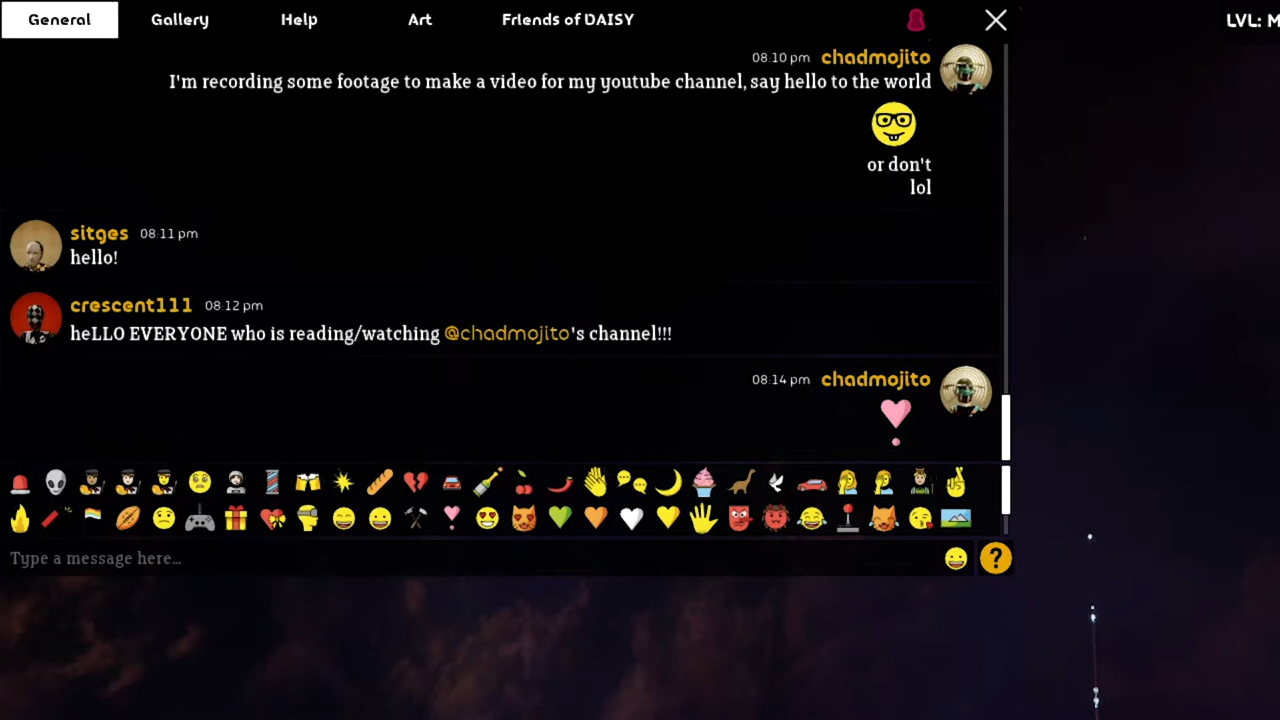 General Gallery Help Art Friends of DAISY LVL: M
08:10 pm chadmojito
I'm recording some footage to make a video for my youtube channel, say hello to the world
or don't
lol
sitges 08:11 pm
hello!
crescent111 08:12 pm
heLLO EVERYONE who is reading/watching @chadmojito's channel!!!
08:14 pm chadmojito
Type a message here...
?